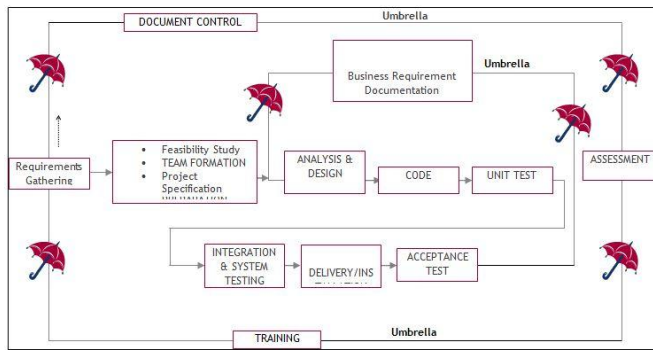 DOCUMENT CONTROL
Umbrella
Business Requirement
Documentation
Umbrella
Requirements
Gathering
• Feasibility Study
• TEAM FORMATION
• Project
Specification
ANALYSIS &
DESIGN
CODE
UNIT TEST
ASSESSMENT
INTEGRATION
& SYSTEM
TESTING
DELIVERY/INS
ACCEPTANCE
TEST
TRAINING
Umbrella